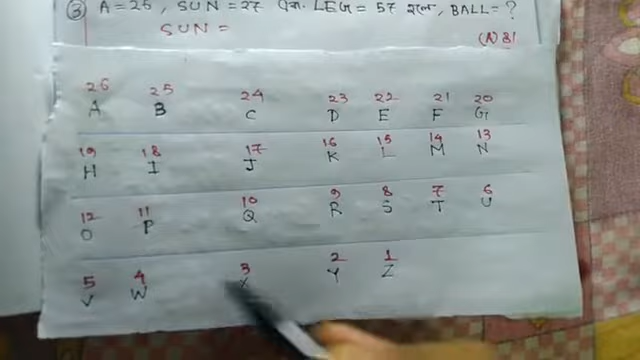 ③ A=26, SUN=27 এবং LEG=57 হলে, BALL=?
SUN =
(A) 81
26 25 24 23 22 21 20
A B C D E F G
19 18 17 16 15 14 13
H I J K L M N
12 11 10 9 8 7 6
O P Q R S T U
5 4 3 2 1
V W X Y Z